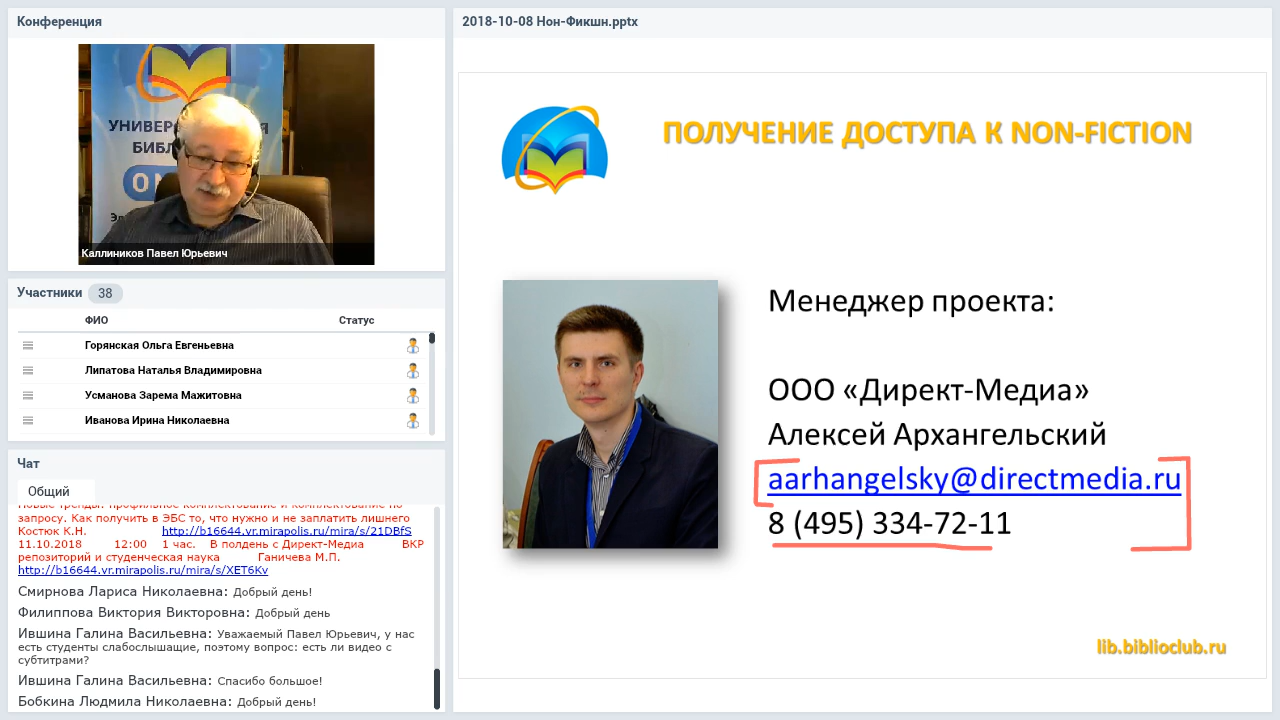 Конференция
УНИВЕР
БИБЛ
Каллиников Павел Юрьевич
Участники 38
ФИО Статус
Горянская Ольга Евгеньевна
Липатова Наталья Владимировна
Усманова Зарема Мажитовна
Иванова Ирина Николаевна
Чат
Общий
Новые тренды: профильное комплектование и комплектование по
запросу. Как получить в ЭБС то, что нужно и не заплатить лишнего
Костюк К.Н. http://b16644.vr.mirapolis.ru/mira/s/21DBfS
11.10.2018 12:00 1 час. В полдень с Директ-Медиа ВКР
репозиторий и студенческая наука Ганичева М.П.
http://b16644.vr.mirapolis.ru/mira/s/XET6Kv
Смирнова Лариса Николаевна: Добрый день!
Филиппова Виктория Викторовна: Добрый день
Ившина Галина Васильевна: Уважаемый Павел Юрьевич, у нас
есть студенты слабослышащие, поэтому вопрос: есть ли видео с
субтитрами?
Ившина Галина Васильевна: Спасибо большое!
Бобкина Людмила Николаевна: Добрый день!
2018-10-08 Нон-Фикшн.pptx
ПОЛУЧЕНИЕ ДОСТУПА К NON-FICTION
Менеджер проекта:
ООО «Директ-Медиа»
Алексей Архангельский
aarhangelsky@directmedia.ru
8 (495) 334-72-11
lib.biblioclub.ru